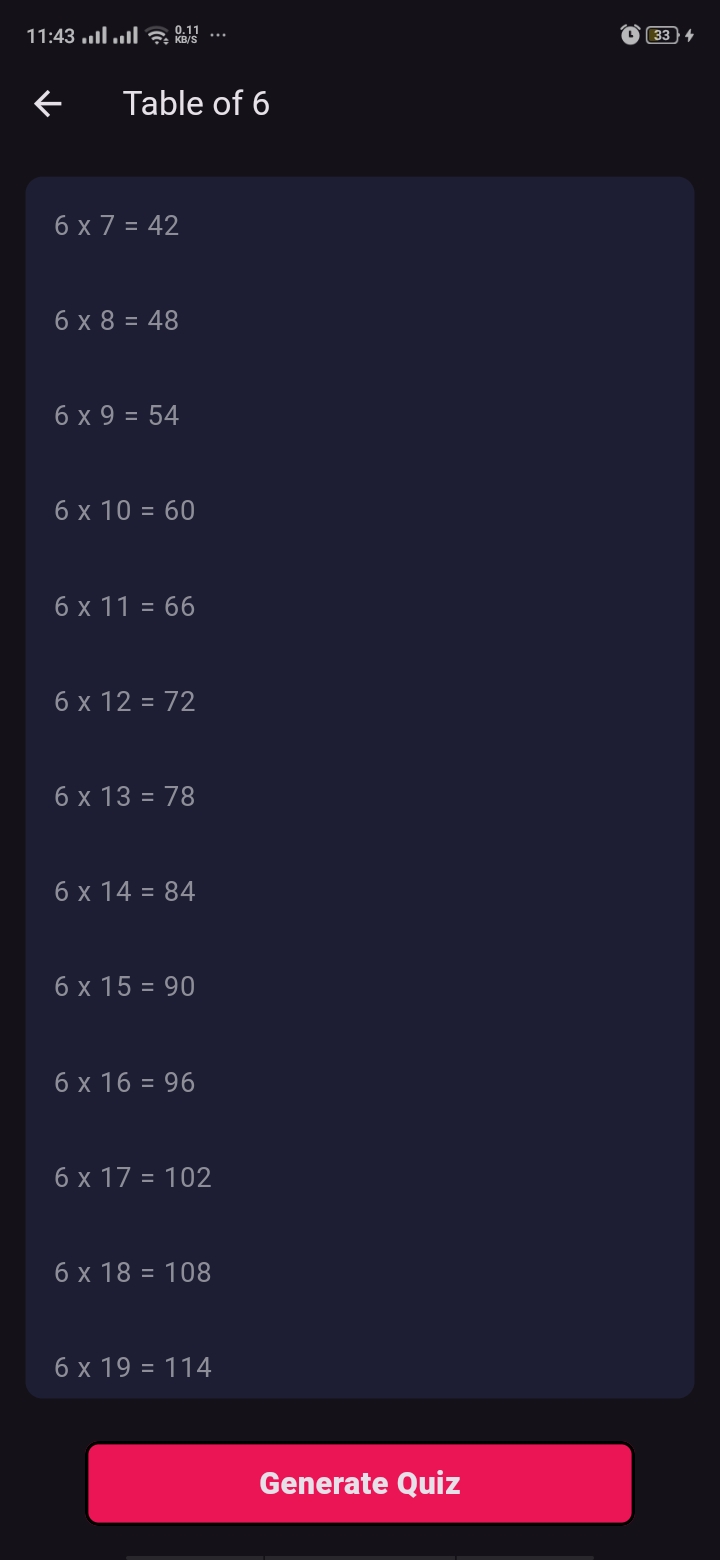 11:43 0.11 KB/S ... 33
Table of 6
6 x 7 = 42
6 x 8 = 48
6 x 9 = 54
6 x 10 = 60
6 x 11 = 66
6 x 12 = 72
6 x 13 = 78
6 x 14 = 84
6 x 15 = 90
6 x 16 = 96
6 x 17 = 102
6 x 18 = 108
6 x 19 = 114
Generate Quiz